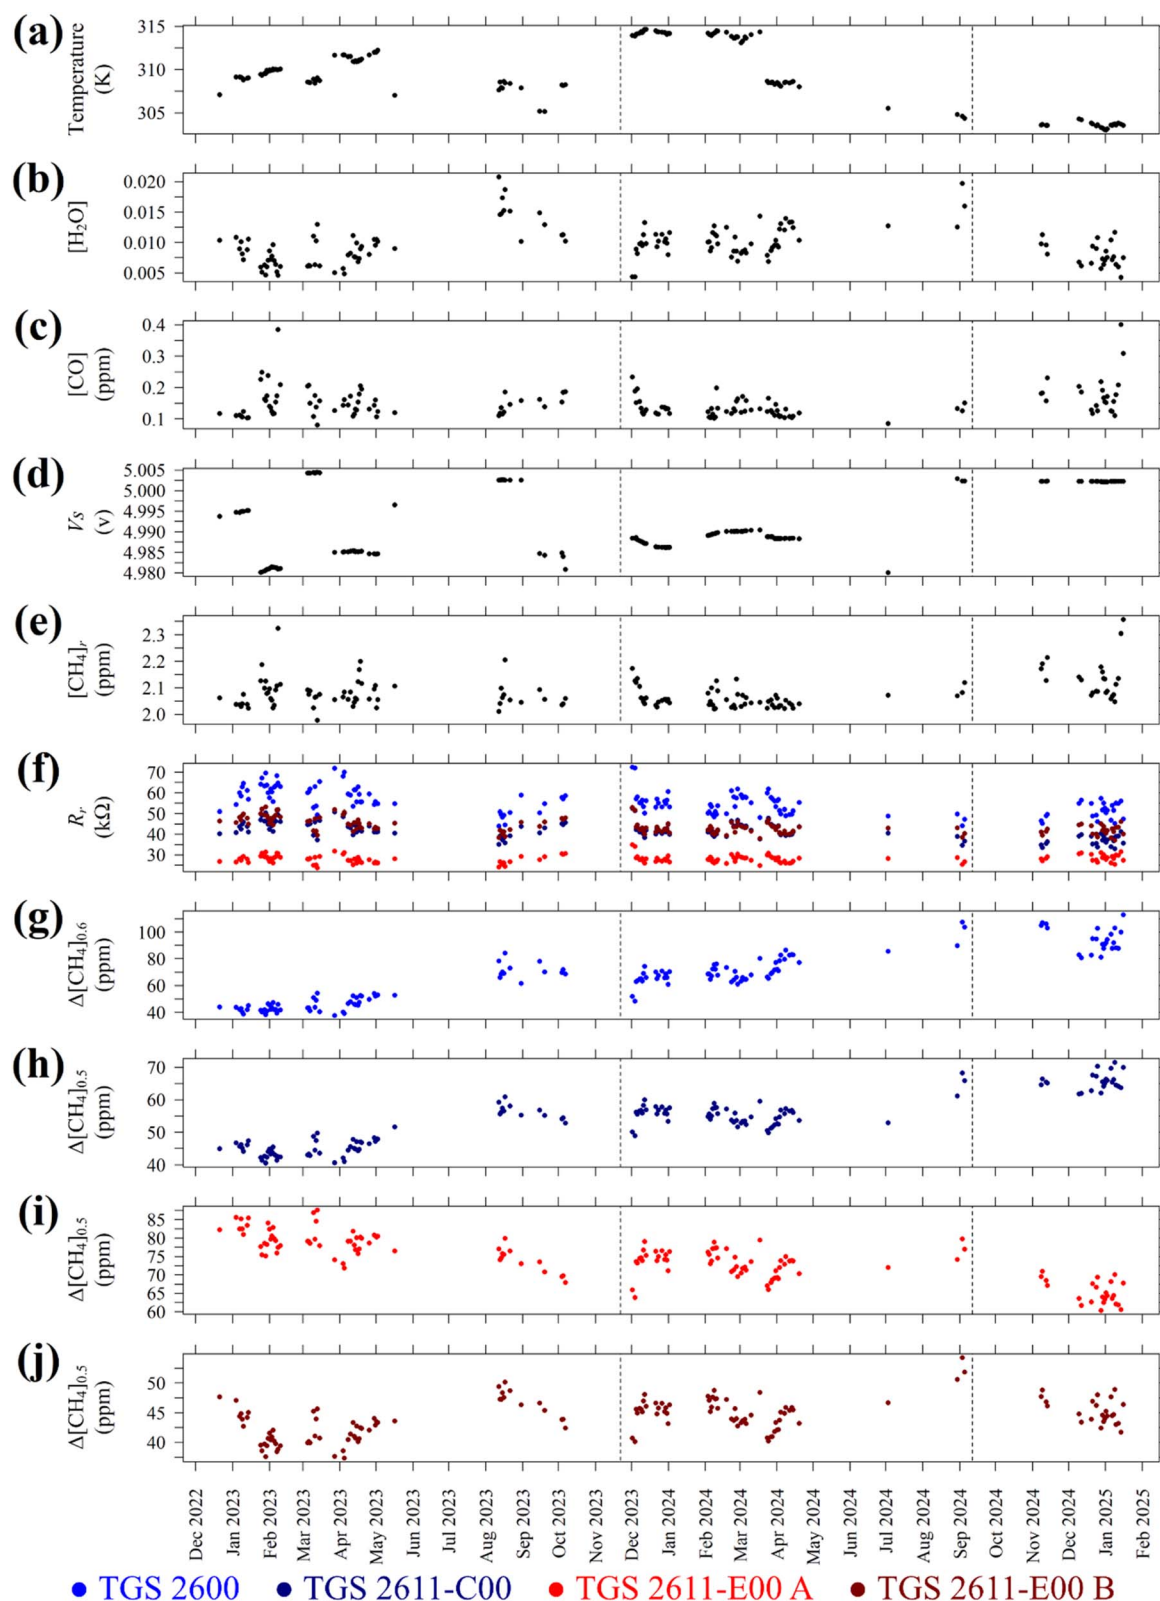 (a)
Temperature
(K)
315
310
305
(b)
[H₂O]
0.020
0.015
0.010
0.005
(c)
[CO]
(ppm)
0.4
0.3
0.2
0.1
(d)
Vs
(v)
5.005
5.000
4.995
4.990
4.985
4.980
(e)
[CH₄]ᵣ
(ppm)
2.3
2.2
2.1
2.0
(f)
Rᵣ
(kΩ)
70
60
50
40
30
(g)
Δ[CH₄]₀.₆
(ppm)
100
80
60
40
(h)
Δ[CH₄]₀.₅
(ppm)
70
60
50
40
(i)
Δ[CH₄]₀.₅
(ppm)
85
80
75
70
65
60
(j)
Δ[CH₄]₀.₅
(ppm)
50
45
40
Dec 2022
Jan 2023
Feb 2023
Mar 2023
Apr 2023
May 2023
Jun 2023
Jul 2023
Aug 2023
Sep 2023
Oct 2023
Nov 2023
Dec 2023
Jan 2024
Feb 2024
Mar 2024
Apr 2024
May 2024
Jun 2024
Jul 2024
Aug 2024
Sep 2024
Oct 2024
Nov 2024
Dec 2024
Jan 2025
Feb 2025
TGS 2600 TGS 2611-C00 TGS 2611-E00 A TGS 2611-E00 B